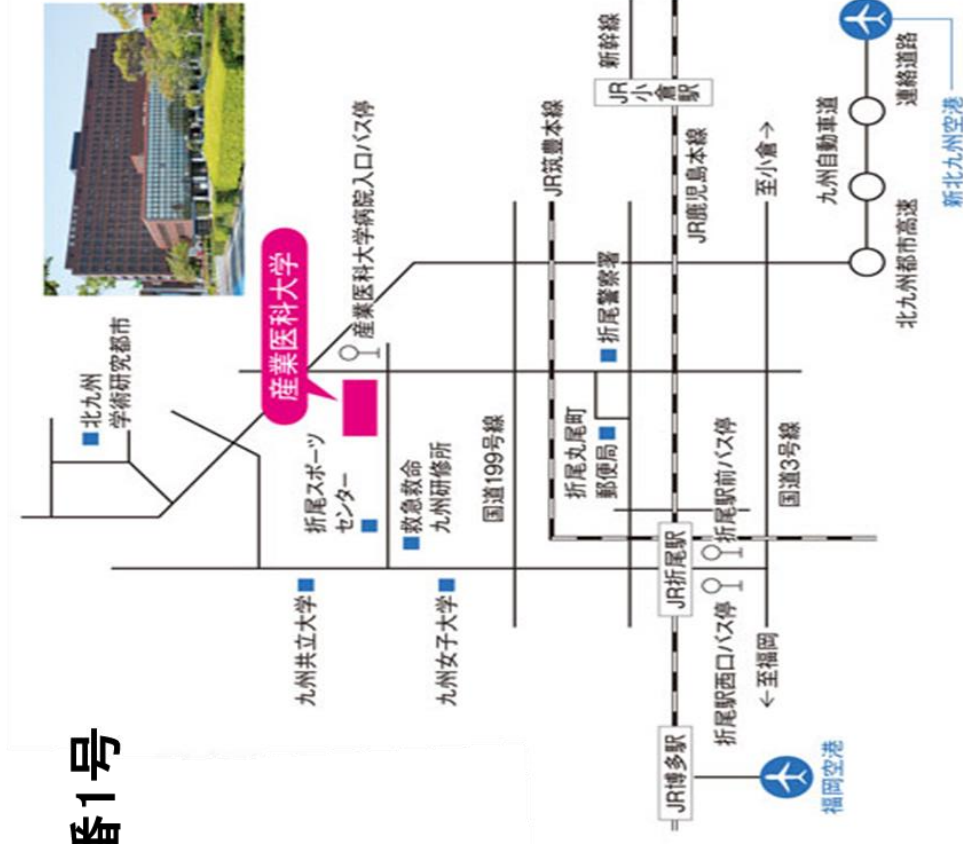 番1号
北九州
学術研究都市
産業医科大学
産業医科大学病院入口バス停
折尾スポーツ
センター
救急救命
九州研修所
九州共立大学
九州女子大学
国道199号線
JR筑豊本線
折尾丸尾町
郵便局
折尾警察署
新幹線
JR
小倉
駅
JR鹿児島本線
JR折尾駅
JR博多駅
折尾駅前バス停
折尾駅西口バス停
国道3号線
至小倉→
←至福岡
福岡空港
九州自動車道
北九州都市高速
連絡道路
新北九州空港